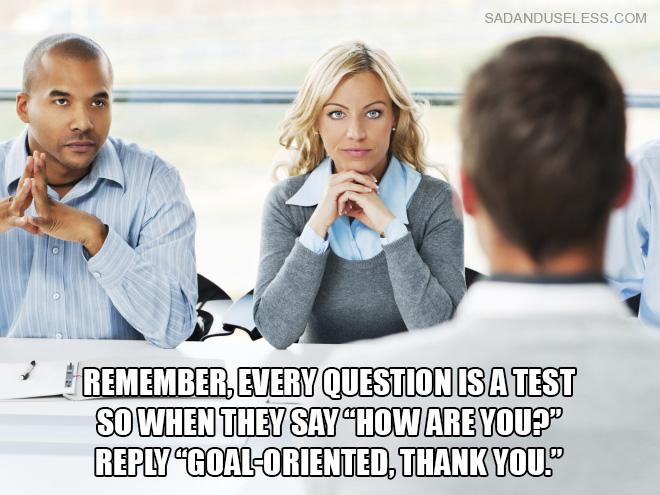 SADANDUSELESS.COM
REMEMBER, EVERY QUESTION IS A TEST
SO WHEN THEY SAY “HOW ARE YOU?”
REPLY “GOAL-ORIENTED, THANK YOU.”